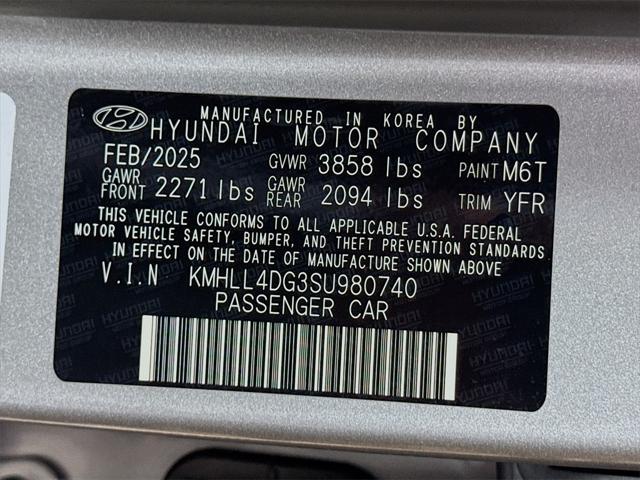 MANUFACTURED IN KOREA BY
HYUNDAI MOTOR COMPANY
FEB/2025 GVWR 3858 lbs PAINT M6T
GAWR FRONT 2271 lbs GAWR REAR 2094 lbs TRIM YFR
THIS VEHICLE CONFORMS TO ALL APPLICABLE U.S.A. FEDERAL
MOTOR VEHICLE SAFETY, BUMPER, AND THEFT PREVENTION STANDARDS
IN EFFECT ON THE DATE OF MANUFACTURE SHOWN ABOVE
V.I.N KMHLL4DG3SU980740
PASSENGER CAR